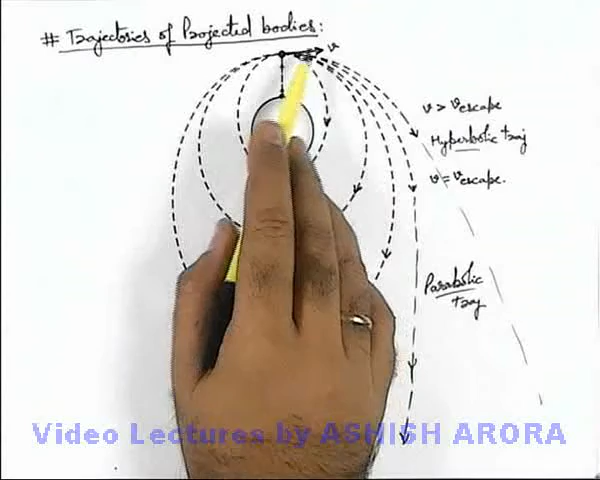 # Trajectories of Projected bodies:
v
v > vescape
Hyperbolic traj
v = vescape.
Parabolic
traj
Video Lectures by ASHISH ARORA